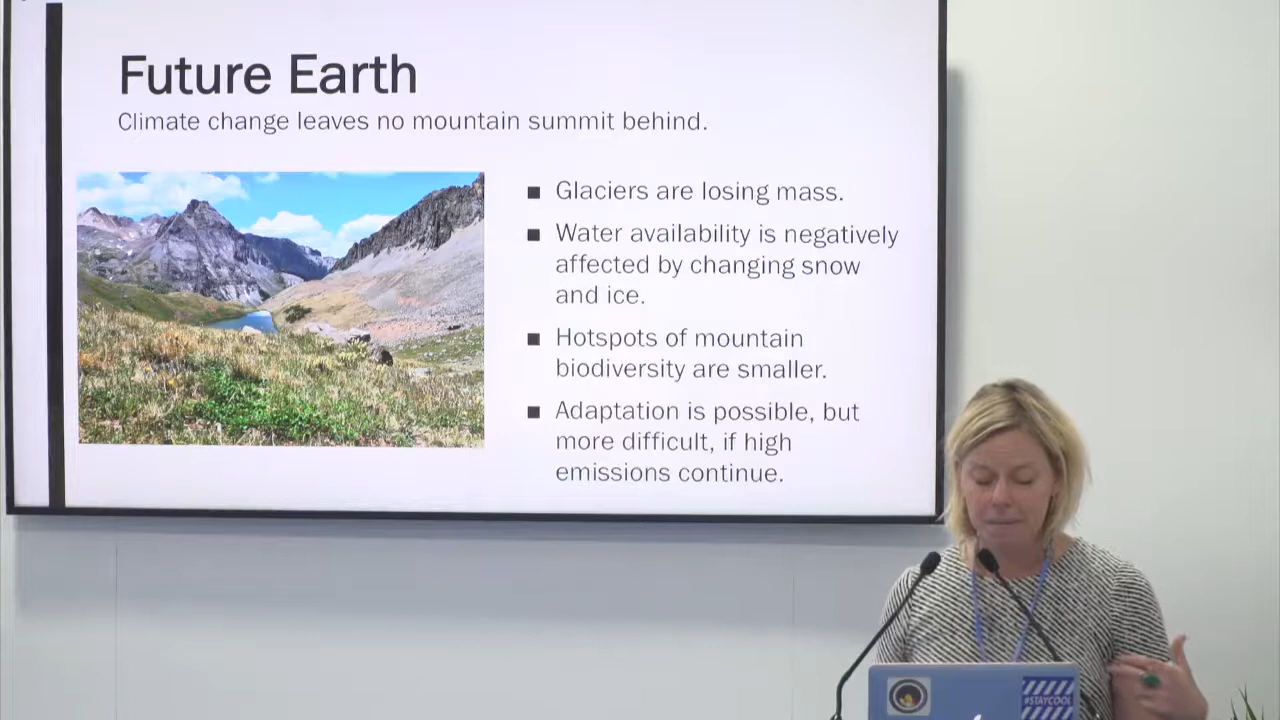 Future Earth
Climate change leaves no mountain summit behind.
■ Glaciers are losing mass.
■ Water availability is negatively
affected by changing snow
and ice.
■ Hotspots of mountain
biodiversity are smaller.
■ Adaptation is possible, but
more difficult, if high
emissions continue.
#STAYCOOL